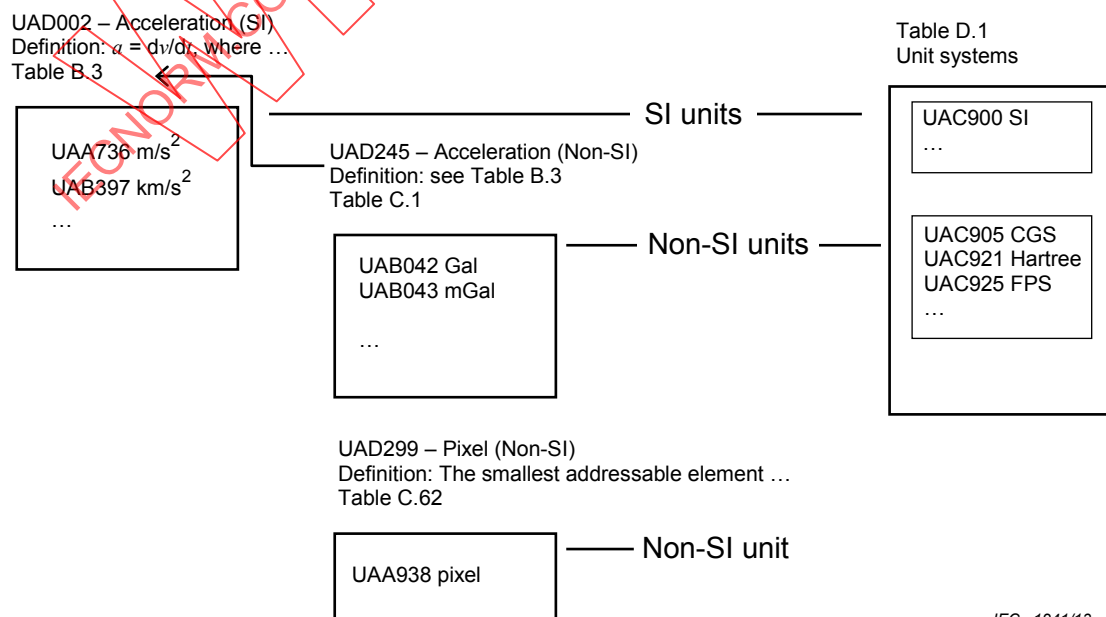 UAD002 – Acceleration (SI)
Definition: a = dv/dt, where …
Table B.3
UAA736 m/s²
UAB397 km/s²
…
SI units
UAD245 – Acceleration (Non-SI)
Definition: see Table B.3
Table C.1
UAB042 Gal
UAB043 mGal
…
Non-SI units
Table D.1
Unit systems
UAC900 SI
…
UAC905 CGS
UAC921 Hartree
UAC925 FPS
…
UAD299 – Pixel (Non-SI)
Definition: The smallest addressable element …
Table C.62
UAA938 pixel
Non-SI unit
IECNORM.CO